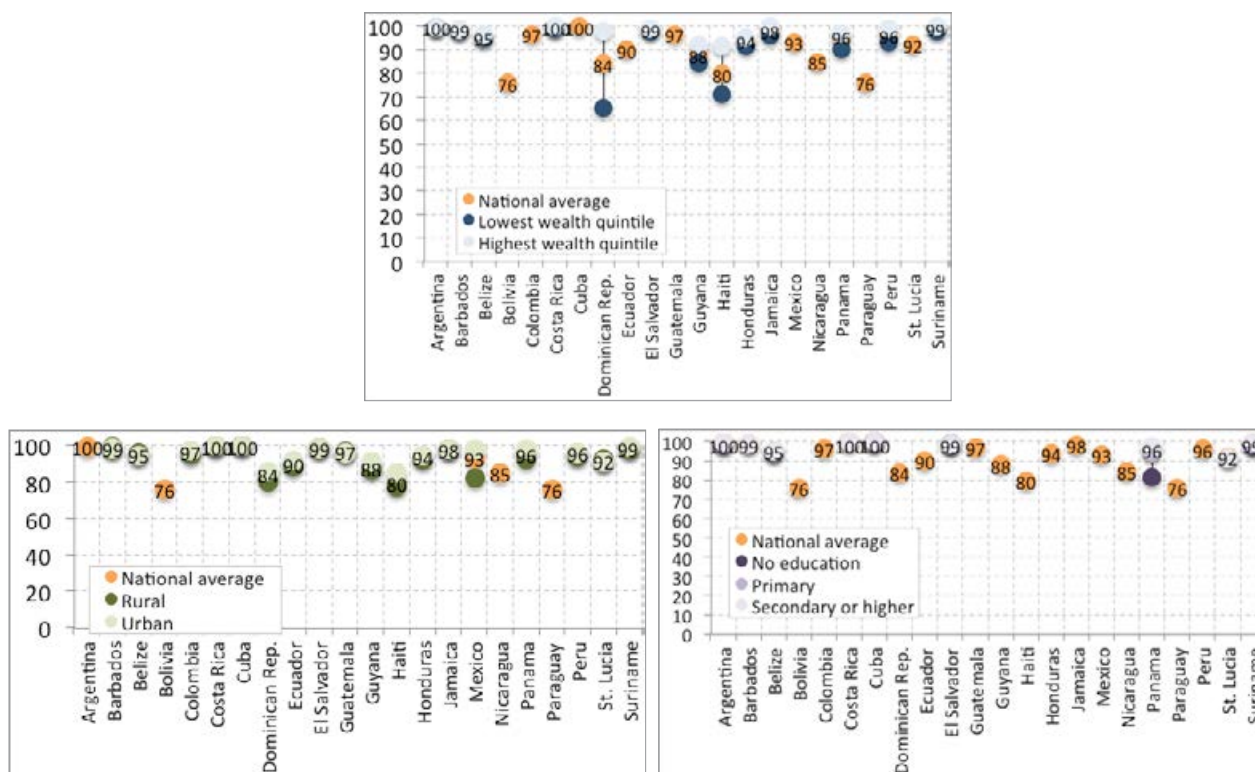 100
90
80
70
60
50
40
30
20
10
0
100 99 95 76 97 100 100 84 90 99 97 88 80 94 98 93 85 96 76 96 92 99
National average
Lowest wealth quintile
Highest wealth quintile
Argentina
Barbados
Belize
Bolivia
Colombia
Costa Rica
Cuba
Dominican Rep.
Ecuador
El Salvador
Guatemala
Guyana
Haiti
Honduras
Jamaica
Mexico
Nicaragua
Panama
Paraguay
Peru
St. Lucia
Suriname
100
80
60
40
20
0
100 99 95 76 97 100 100 84 90 99 97 88 80 94 98 93 85 96 76 96 92 99
National average
Rural
Urban
Argentina
Barbados
Belize
Bolivia
Colombia
Costa Rica
Cuba
Dominican Rep.
Ecuador
El Salvador
Guatemala
Guyana
Haiti
Honduras
Jamaica
Mexico
Nicaragua
Panama
Paraguay
Peru
St. Lucia
Suriname
100
90
80
70
60
50
40
30
20
10
0
100 99 95 76 97 100 100 84 90 99 97 88 80 94 98 93 85 96 76 96 92
National average
No education
Primary
Secondary or higher
Argentina
Barbados
Belize
Bolivia
Colombia
Costa Rica
Cuba
Dominican Rep.
Ecuador
El Salvador
Guatemala
Guyana
Haiti
Honduras
Jamaica
Mexico
Nicaragua
Panama
Paraguay
Peru
St. Lucia
Suriname